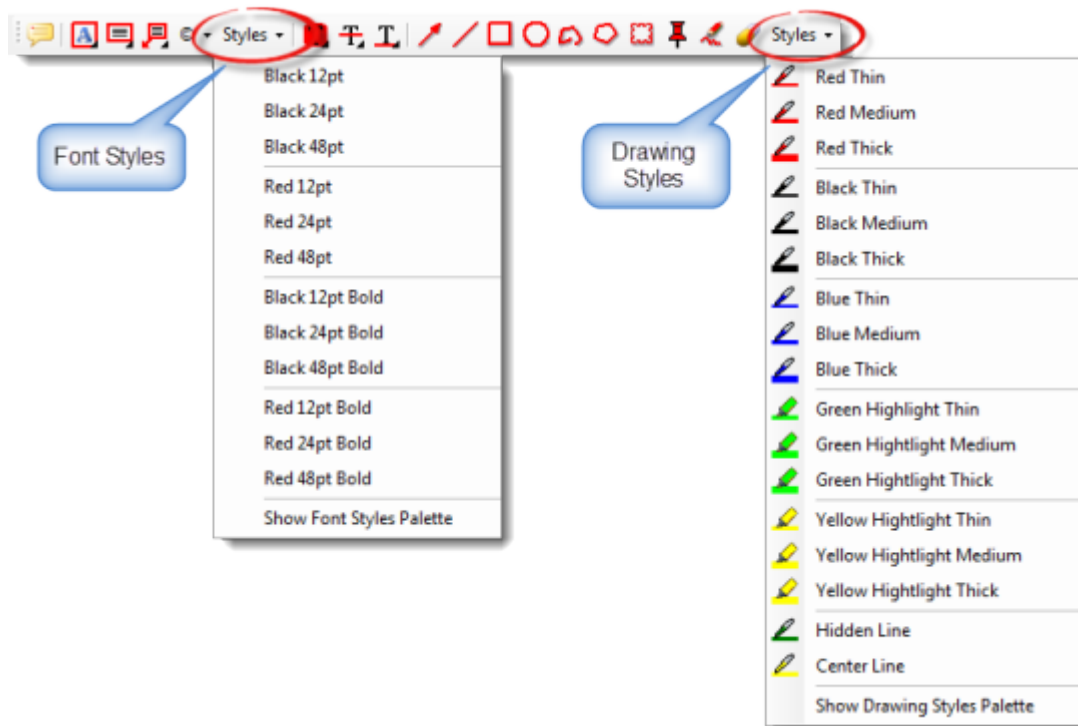 Styles
Styles
Font Styles
Black 12pt
Black 24pt
Black 48pt
Red 12pt
Red 24pt
Red 48pt
Black 12pt Bold
Black 24pt Bold
Black 48pt Bold
Red 12pt Bold
Red 24pt Bold
Red 48pt Bold
Show Font Styles Palette
Drawing
Styles
Red Thin
Red Medium
Red Thick
Black Thin
Black Medium
Black Thick
Blue Thin
Blue Medium
Blue Thick
Green Highlight Thin
Green Hightlight Medium
Green Hightlight Thick
Yellow Hightlight Thin
Yellow Hightlight Medium
Yellow Hightlight Thick
Hidden Line
Center Line
Show Drawing Styles Palette